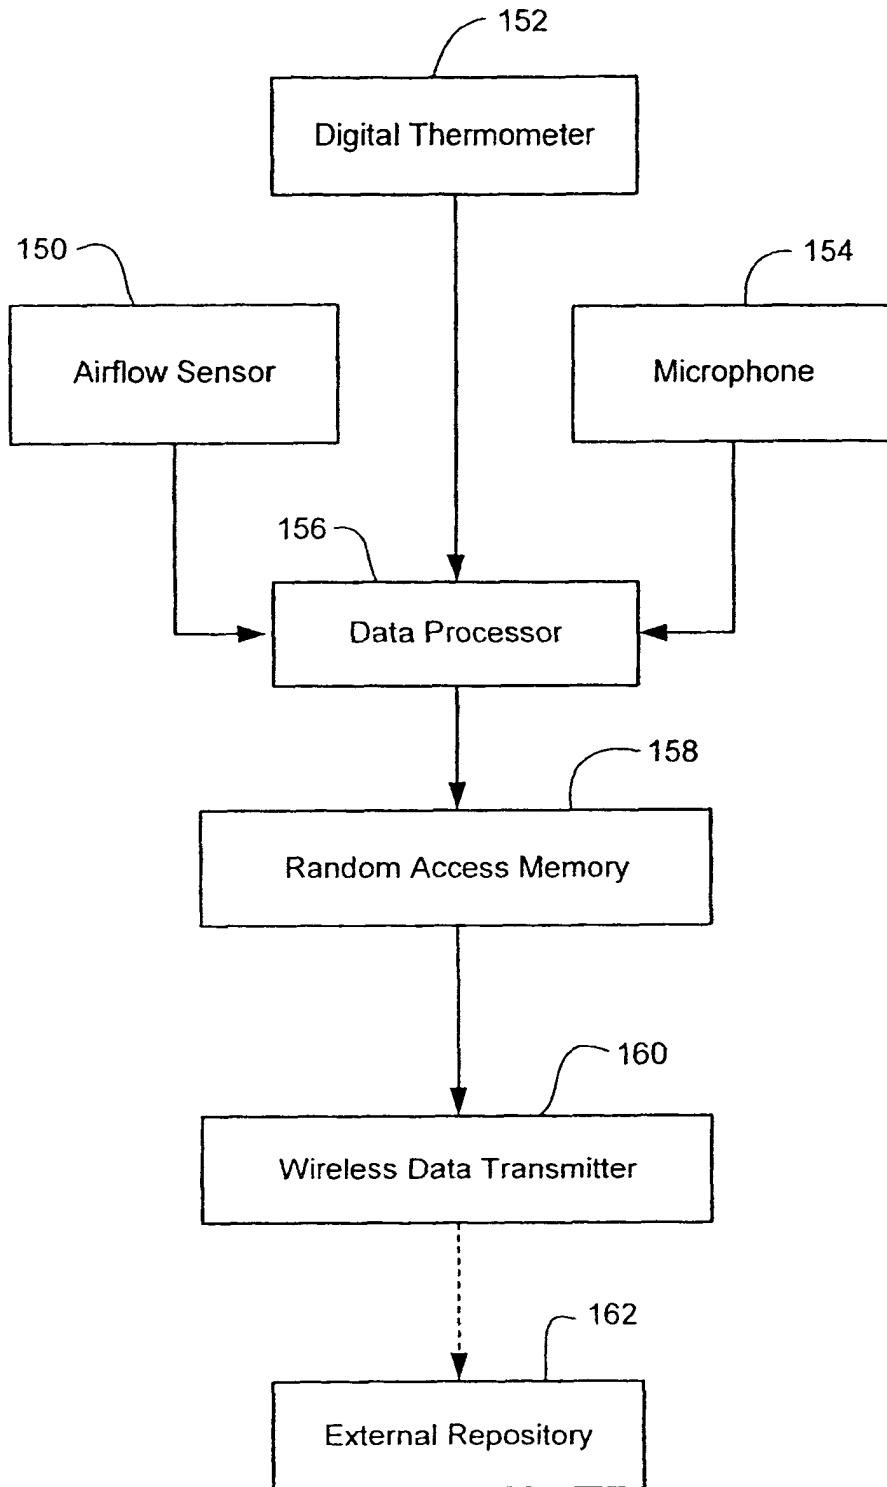 152
Digital Thermometer
150
154
Airflow Sensor
Microphone
156
Data Processor
158
Random Access Memory
160
Wireless Data Transmitter
162
External Repository